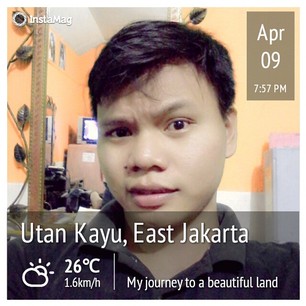 InstaMag
Apr
09
7:57 PM
Utan Kayu, East Jakarta
26°C
1.6km/h
My journey to a beautiful land